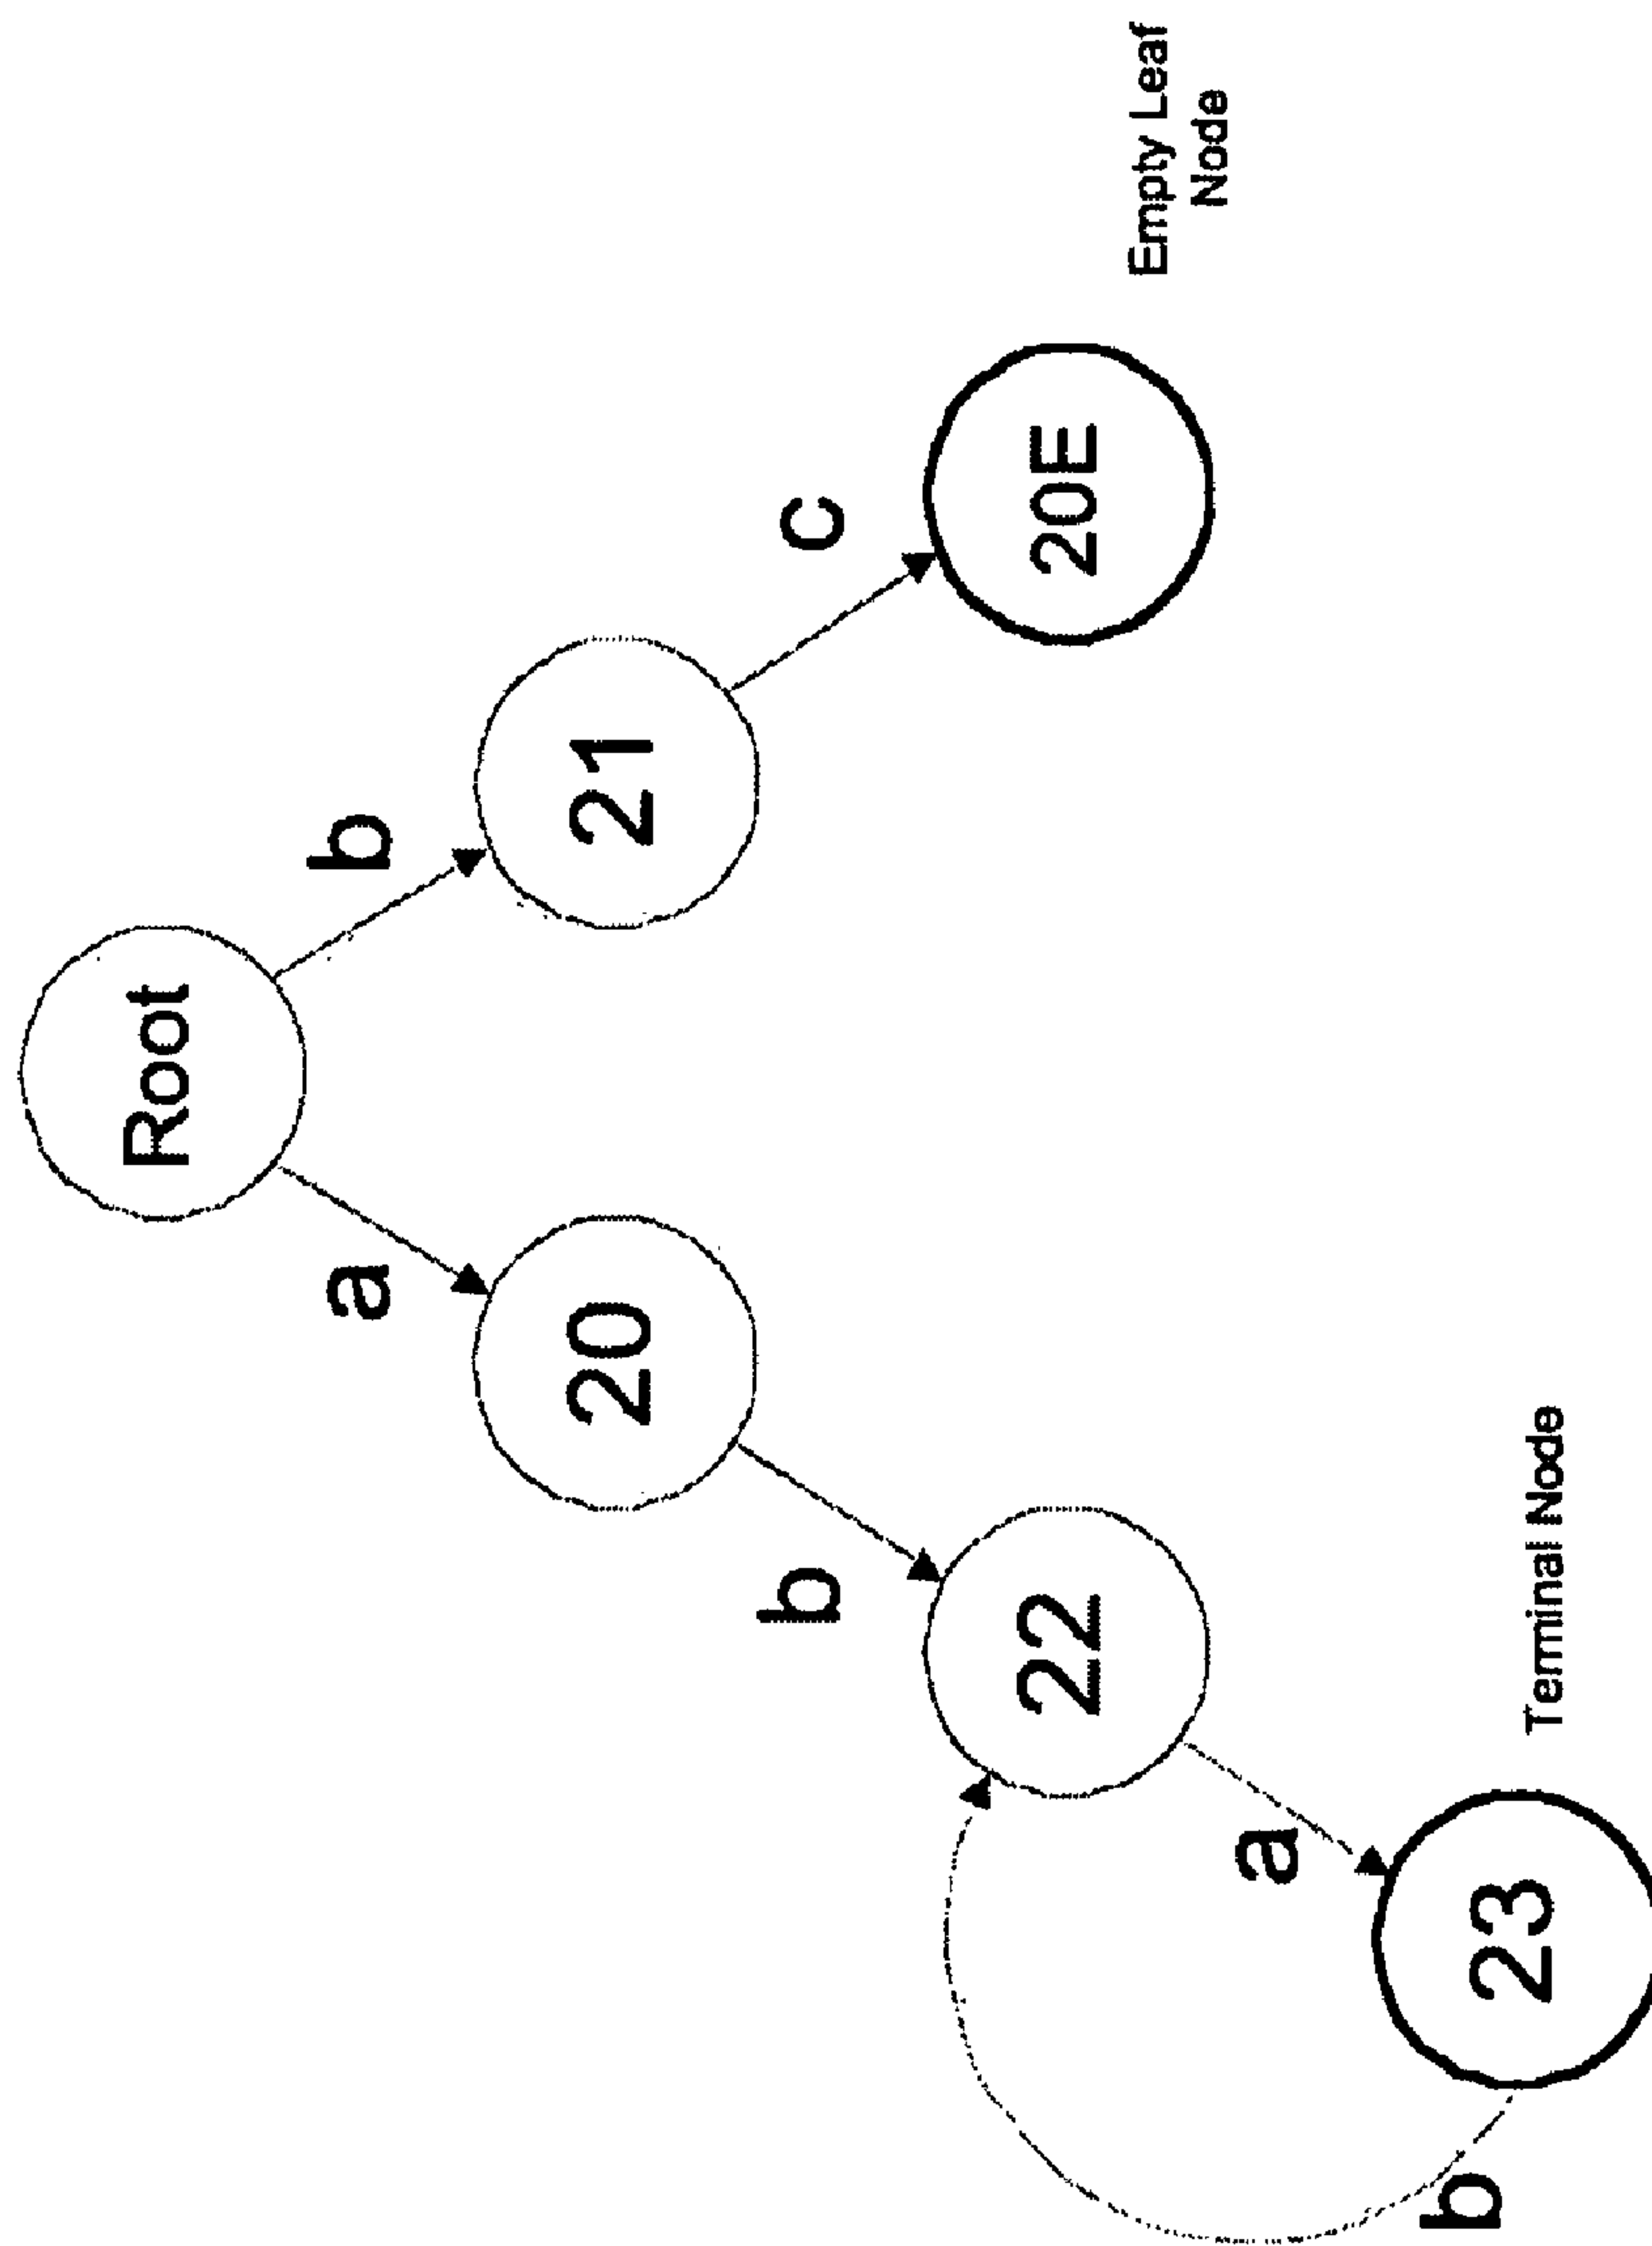 Root
a
b
20
21
b
c
22
20E
Empty Leaf
Node
a
b
23
Terminal Node